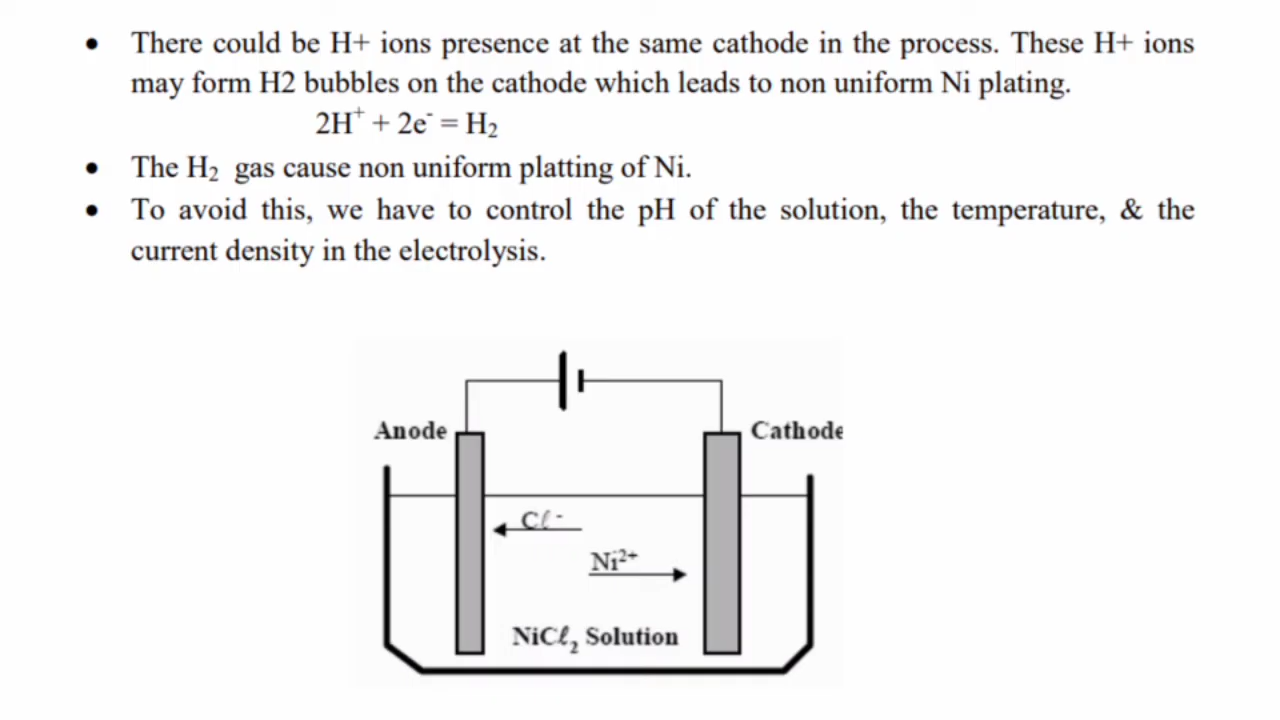 • There could be H+ ions presence at the same cathode in the process. These H+ ions
may form H2 bubbles on the cathode which leads to non uniform Ni plating.
2H⁺ + 2e⁻ = H₂
• The H₂ gas cause non uniform platting of Ni.
• To avoid this, we have to control the pH of the solution, the temperature, & the
current density in the electrolysis.
Anode
Cathode
Cℓ⁻
Ni²⁺
NiCℓ₂ Solution